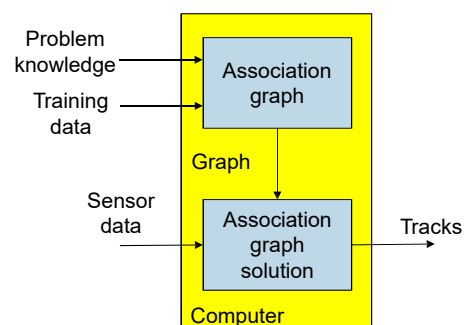 Problem
knowledge
Training
data
Association
graph
Graph
Sensor
data
Association
graph
solution
Tracks
Computer